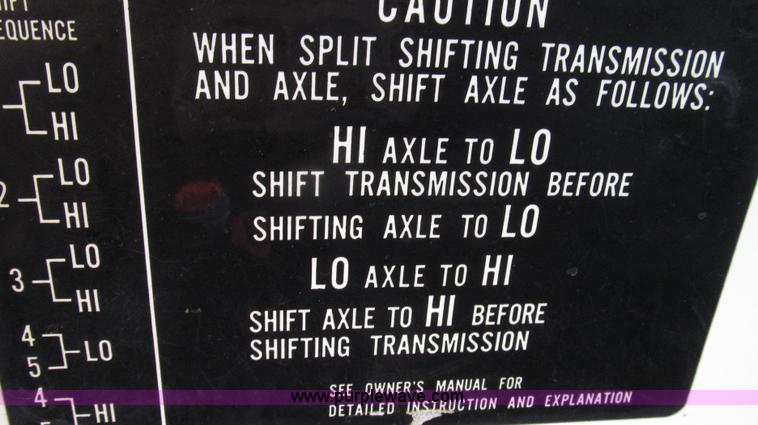 EQUENCE
LO
HI
2
LO
HI
3
LO
HI
4
5
LO
4
HI
CAUTION
WHEN SPLIT SHIFTING TRANSMISSION
AND AXLE, SHIFT AXLE AS FOLLOWS:
HI AXLE TO LO
SHIFT TRANSMISSION BEFORE
SHIFTING AXLE TO LO
LO AXLE TO HI
SHIFT AXLE TO HI BEFORE
SHIFTING TRANSMISSION
SEE OWNER'S MANUAL FOR
DETAILED INSTRUCTION AND EXPLANATION
www.purplewave.com